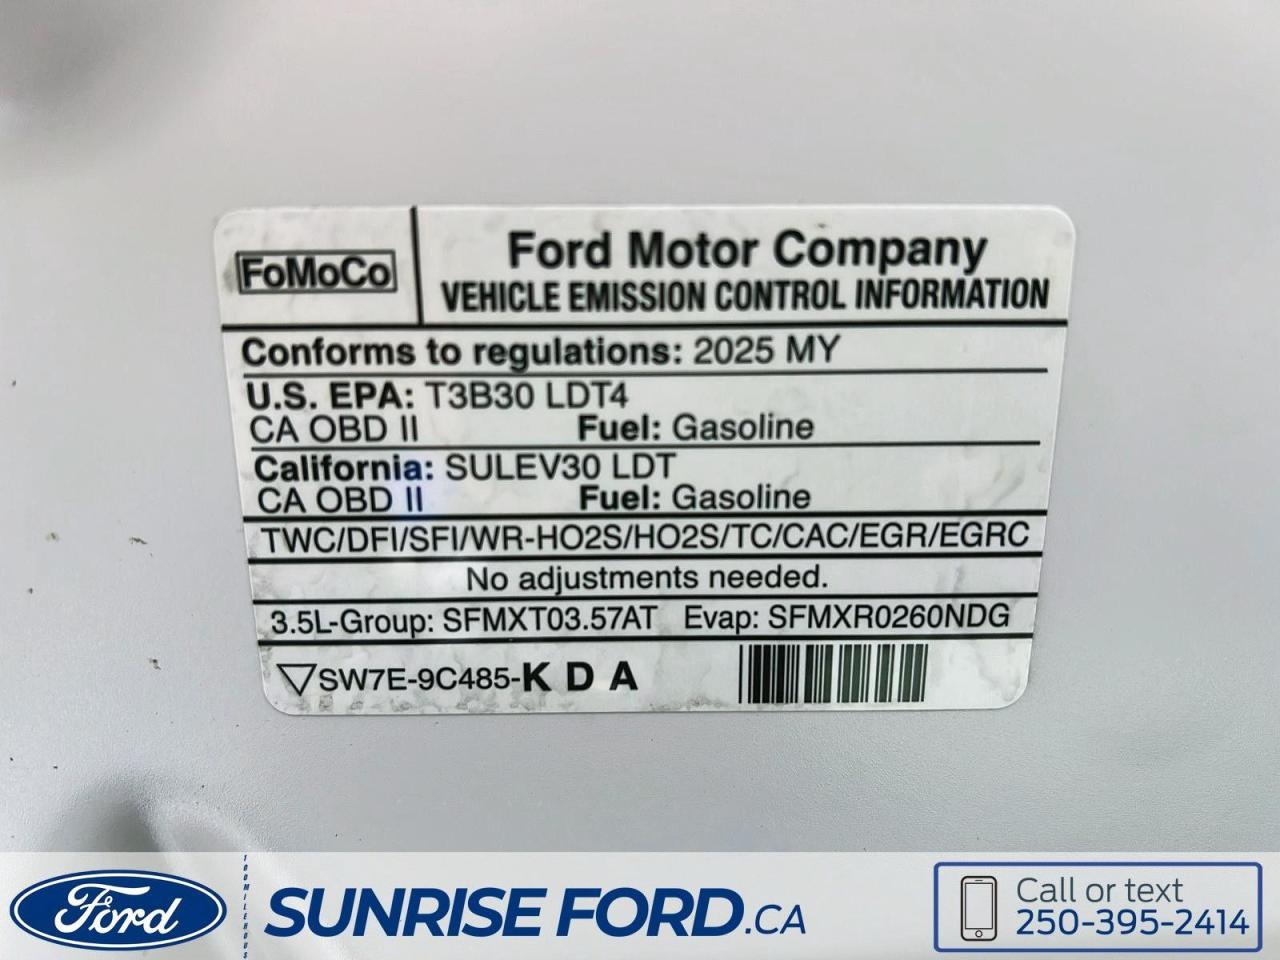 FoMoCo
Ford Motor Company
VEHICLE EMISSION CONTROL INFORMATION
Conforms to regulations: 2025 MY
U.S. EPA: T3B30 LDT4
CA OBD II Fuel: Gasoline
California: SULEV30 LDT
CA OBD II Fuel: Gasoline
TWC/DFI/SFI/WR-HO2S/HO2S/TC/CAC/EGR/EGRC
No adjustments needed.
3.5L-Group: SFMXT03.57AT Evap: SFMXR0260NDG
SW7E-9C485-K D A
Ford
100MILEHOUSE
SUNRISE FORD.CA
Call or text
250-395-2414